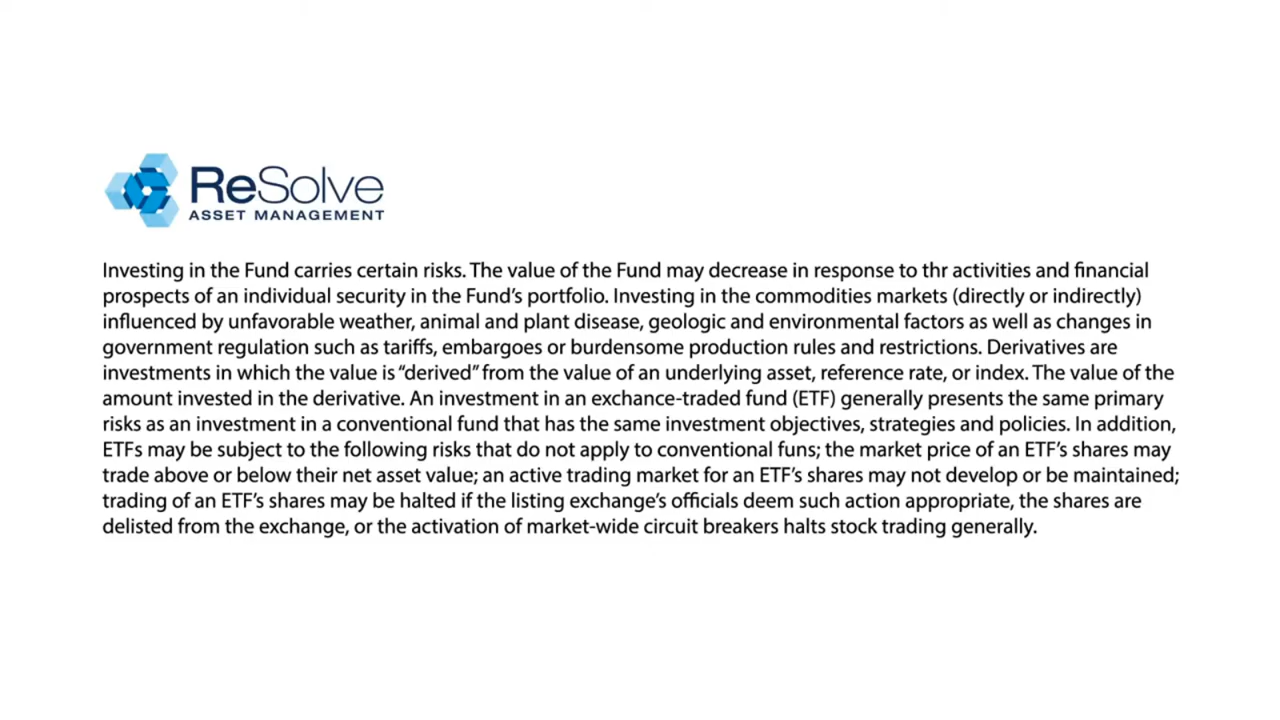 ReSolve
ASSET MANAGEMENT
Investing in the Fund carries certain risks. The value of the Fund may decrease in response to thr activities and financial
prospects of an individual security in the Fund’s portfolio. Investing in the commodities markets (directly or indirectly)
influenced by unfavorable weather, animal and plant disease, geologic and environmental factors as well as changes in
government regulation such as tariffs, embargoes or burdensome production rules and restrictions. Derivatives are
investments in which the value is “derived” from the value of an underlying asset, reference rate, or index. The value of the
amount invested in the derivative. An investment in an exchance-traded fund (ETF) generally presents the same primary
risks as an investment in a conventional fund that has the same investment objectives, strategies and policies. In addition,
ETFs may be subject to the following risks that do not apply to conventional funs; the market price of an ETF’s shares may
trade above or below their net asset value; an active trading market for an ETF’s shares may not develop or be maintained;
trading of an ETF’s shares may be halted if the listing exchange’s officials deem such action appropriate, the shares are
delisted from the exchange, or the activation of market-wide circuit breakers halts stock trading generally.